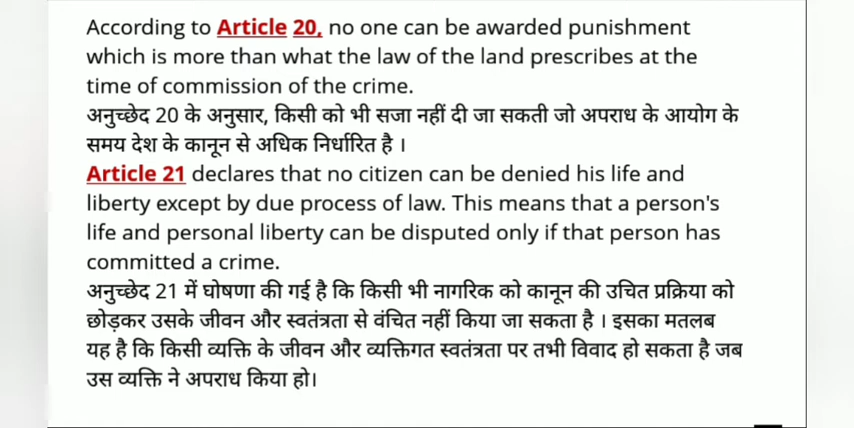 According to Article 20, no one can be awarded punishment
which is more than what the law of the land prescribes at the
time of commission of the crime.
अनुच्छेद 20 के अनुसार, किसी को भी सजा नहीं दी जा सकती जो अपराध के आयोग के
समय देश के कानून से अधिक निर्धारित है ।
Article 21 declares that no citizen can be denied his life and
liberty except by due process of law. This means that a person's
life and personal liberty can be disputed only if that person has
committed a crime.
अनुच्छेद 21 में घोषणा की गई है कि किसी भी नागरिक को कानून की उचित प्रक्रिया को
छोड़कर उसके जीवन और स्वतंत्रता से वंचित नहीं किया जा सकता है । इसका मतलब
यह है कि किसी व्यक्ति के जीवन और व्यक्तिगत स्वतंत्रता पर तभी विवाद हो सकता है जब
उस व्यक्ति ने अपराध किया हो।